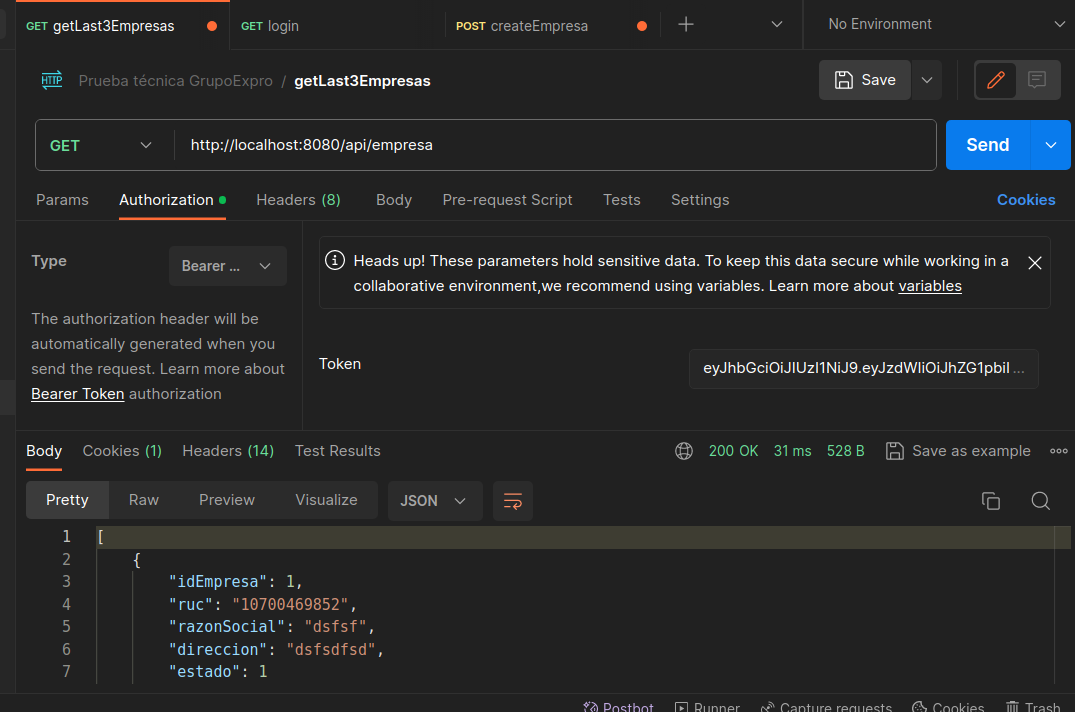 GET getLast3Empresas GET login POST createEmpresa No Environment
HTTP Prueba técnica GrupoExpro / getLast3Empresas Save
GET http://localhost:8080/api/empresa Send
Params Authorization Headers (8) Body Pre-request Script Tests Settings Cookies
Type Bearer ...
Heads up! These parameters hold sensitive data. To keep this data secure while working in a
collaborative environment,we recommend using variables. Learn more about variables
The authorization header will be
automatically generated when you
send the request. Learn more about
Bearer Token authorization
Token eyJhbGciOiJIUzI1NiJ9.eyJzdWIiOiJhZG1pbiI ...
Body Cookies (1) Headers (14) Test Results 200 OK 31 ms 528 B Save as example
Pretty Raw Preview Visualize JSON
1 [
2 {
3 "idEmpresa": 1,
4 "ruc": "10700469852",
5 "razonSocial": "dsfsf",
6 "direccion": "dsfsdfsd",
7 "estado": 1
Postbot Runner Capture requests Cookies Trash